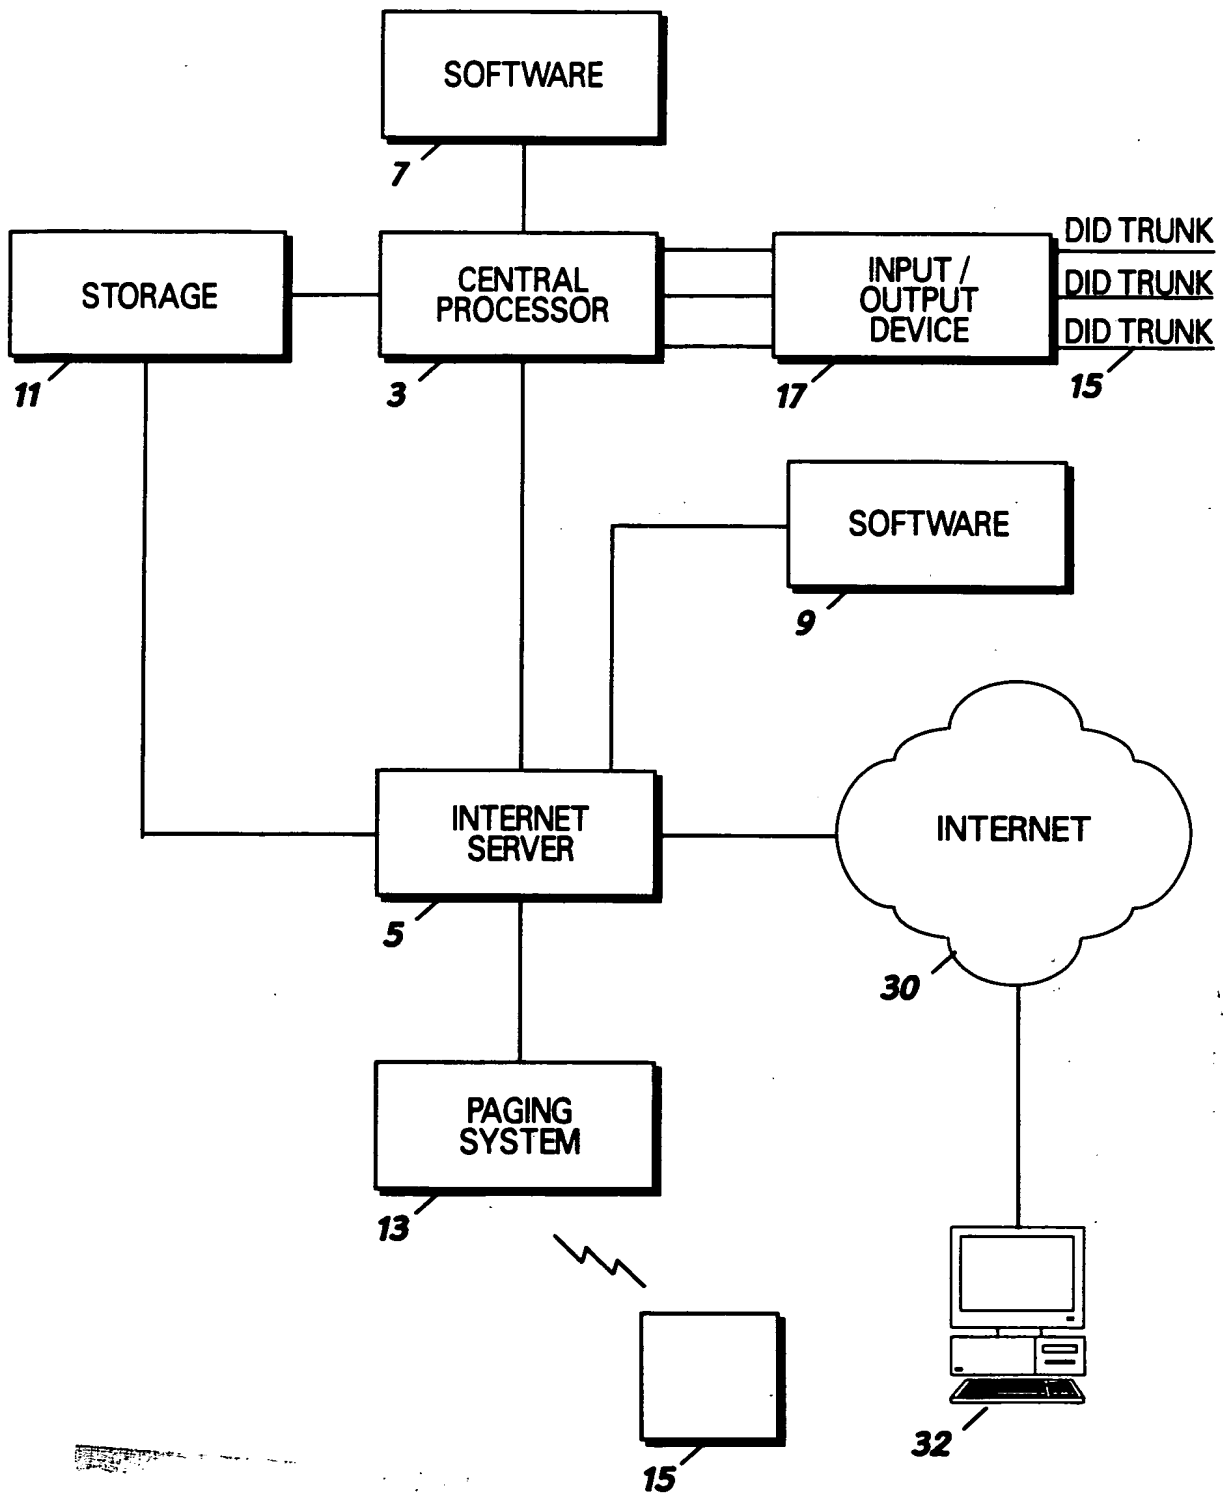 SOFTWARE
7
DID TRUNK
STORAGE
CENTRAL
PROCESSOR
INPUT /
OUTPUT
DEVICE
DID TRUNK
DID TRUNK
11
3
17
15
SOFTWARE
9
INTERNET
SERVER
INTERNET
5
30
PAGING
SYSTEM
13
32
15